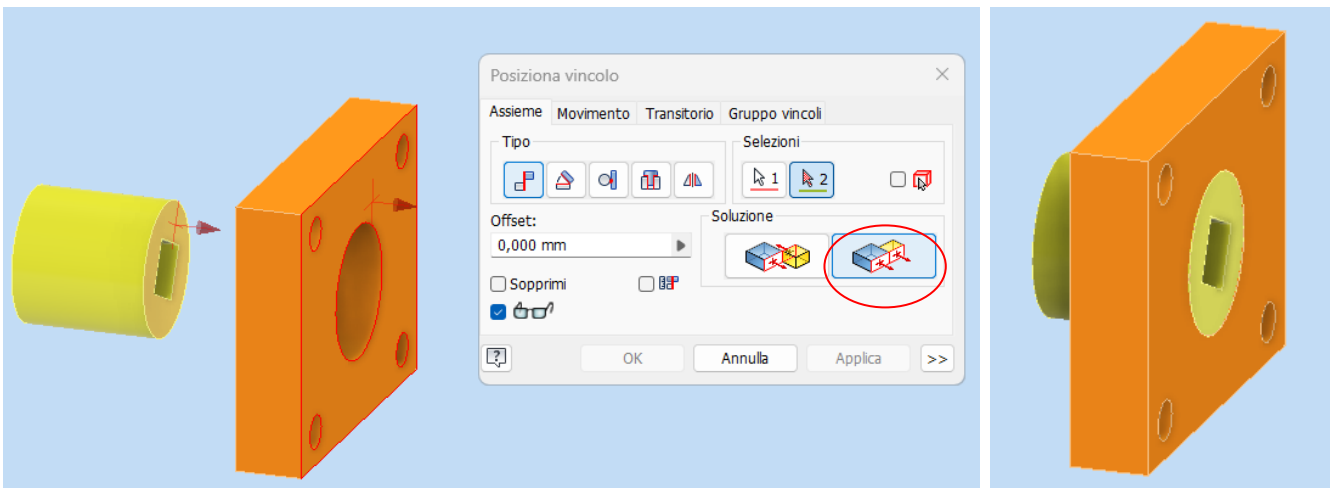 Posiziona vincolo
Assieme Movimento Transitorio Gruppo vincoli
Tipo
Selezioni
1 2
Offset:
0,000 mm
Soluzione
Sopprimi
? OK Annulla Applica >>